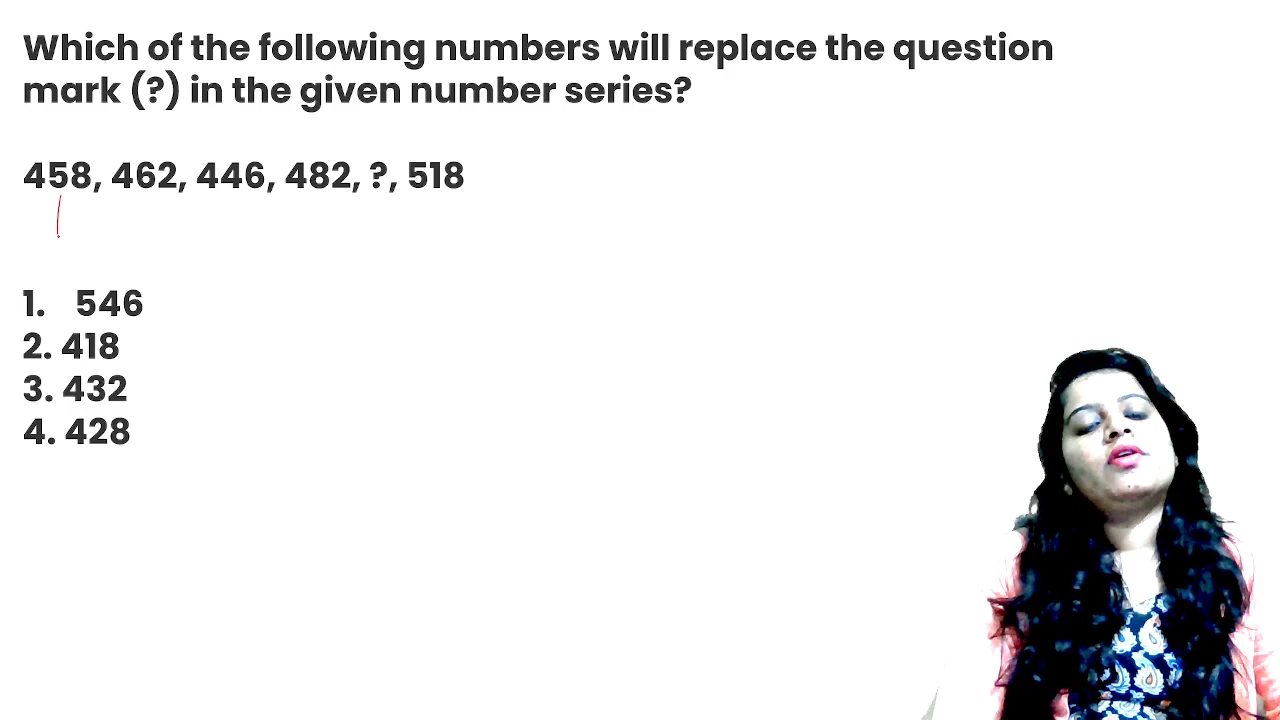 Which of the following numbers will replace the question
mark (?) in the given number series?
458, 462, 446, 482, ?, 518
1. 546
2. 418
3. 432
4. 428